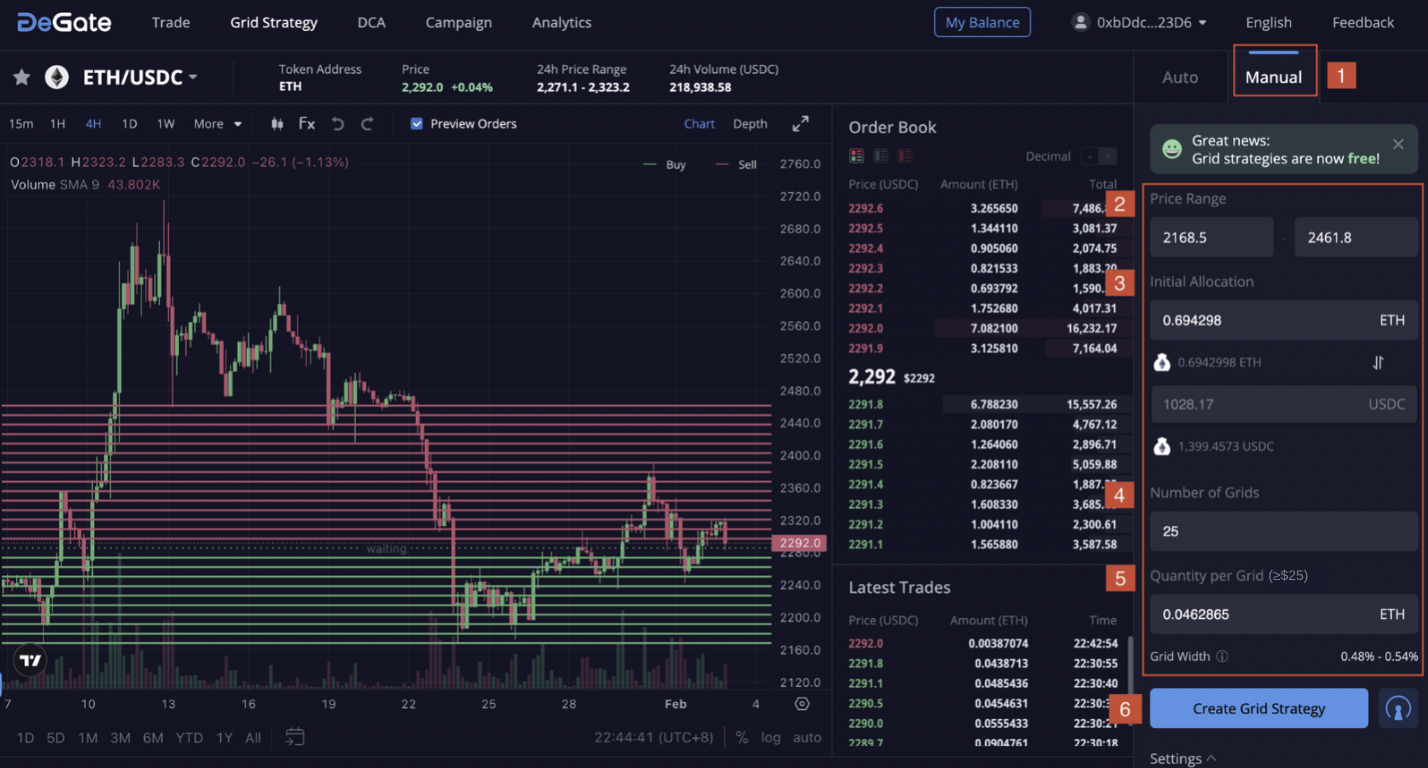 DeGate Trade Grid Strategy DCA Campaign Analytics My Balance 0xbDdc...23D6 English Feedback
ETH/USDC
Token Address
ETH
Price
2,292.0 +0.04%
24h Price Range
2,271.1 - 2,323.2
24h Volume (USDC)
218,938.58
15m 1H 4H 1D 1W More Fx Preview Orders Chart Depth
O2318.1 H2323.2 L2283.3 C2292.0 −26.1 (−1.13%)
Volume SMA 9 43.802K
Buy Sell
2760.0
2720.0
2680.0
2640.0
2600.0
2560.0
2520.0
2480.0
2440.0
2400.0
2360.0
2320.0
2292.0
2280.0
2240.0
2200.0
2160.0
2120.0
waiting
7 10 13 16 19 22 25 28 Feb 4
1D 5D 1M 3M 6M YTD 1Y All 22:44:41 (UTC+8) % log auto
Order Book
Decimal - +
Price (USDC) Amount (ETH) Total
2292.6 3.265650 7,486.
2292.5 1.344110 3,081.37
2292.4 0.905060 2,074.75
2292.3 0.821533 1,883.20
2292.2 0.693792 1,590.
2292.1 1.752680 4,017.31
2292.0 7.082100 16,232.17
2291.9 3.125810 7,164.04
2,292 $2292
2291.8 6.788230 15,557.26
2291.7 2.080170 4,767.12
2291.6 1.264060 2,896.71
2291.5 2.208110 5,059.88
2291.4 0.823667 1,887.
2291.3 1.608330 3,685.
2291.2 1.004110 2,300.61
2291.1 1.565880 3,587.58
Latest Trades
Price (USDC) Amount (ETH) Time
2292.0 0.00387074 22:42:54
2291.8 0.0438713 22:30:55
2291.1 0.0485436 22:30:40
2290.5 0.0454631 22:30:
2290.0 0.0555433 22:30:21
2289.7 0.0904761 22:30:18
Auto Manual 1
Great news:
Grid strategies are now free!
2 Price Range
2168.5 - 2461.8
3 Initial Allocation
0.694298 ETH
0.6942998 ETH
1028.17 USDC
1,399.4573 USDC
4 Number of Grids
25
5 Quantity per Grid (≥$25)
0.0462865 ETH
Grid Width 0.48% - 0.54%
6 Create Grid Strategy
Settings